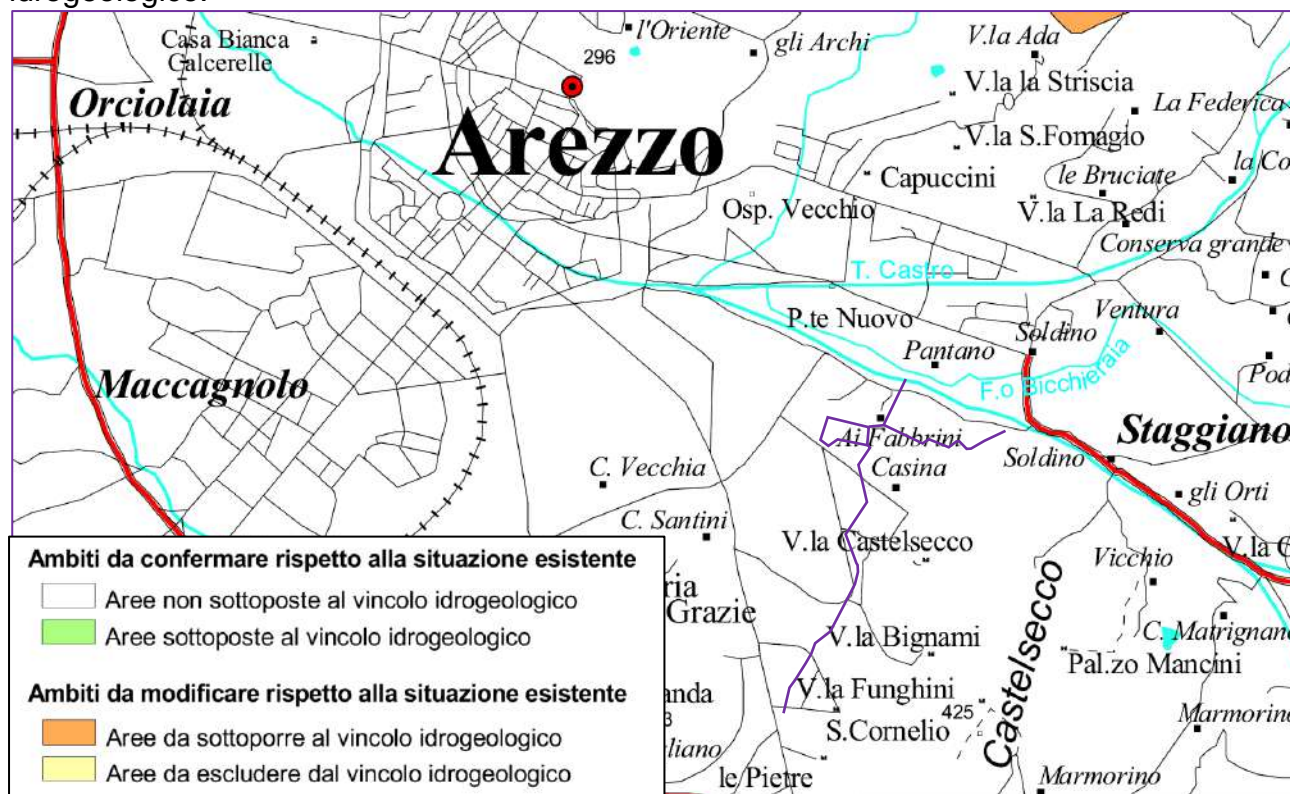 idrogeologico.
l'Oriente
gli Archi
V.la Ada
Casa Bianca
Galcerelle
296
V.la la Striscia
Orciolaia
La Federica
Arezzo
V.la S.Fomagio
Capuccini
le Bruciate
Osp. Vecchio
V.la La Redi
Conserva grande
T. Castro
P.te Nuovo
Soldino
Ventura
Pantano
F.o Bicchieraia
Maccagnolo
Ai Fabbrini
Staggiano
C. Vecchia
Casina
Soldino
gli Orti
C. Santini
V.la Castelsecco
Vicchio
Grazie
V.la Bignami
C. Matrignano
Pal.zo Mancini
V.la Funghini
425
Castelsecco
S.Cornelio
Marmorino
le Pietre
Marmorino
Ambiti da confermare rispetto alla situazione esistente
Aree non sottoposte al vincolo idrogeologico
Aree sottoposte al vincolo idrogeologico
Ambiti da modificare rispetto alla situazione esistente
Aree da sottoporre al vincolo idrogeologico
Aree da escludere dal vincolo idrogeologico